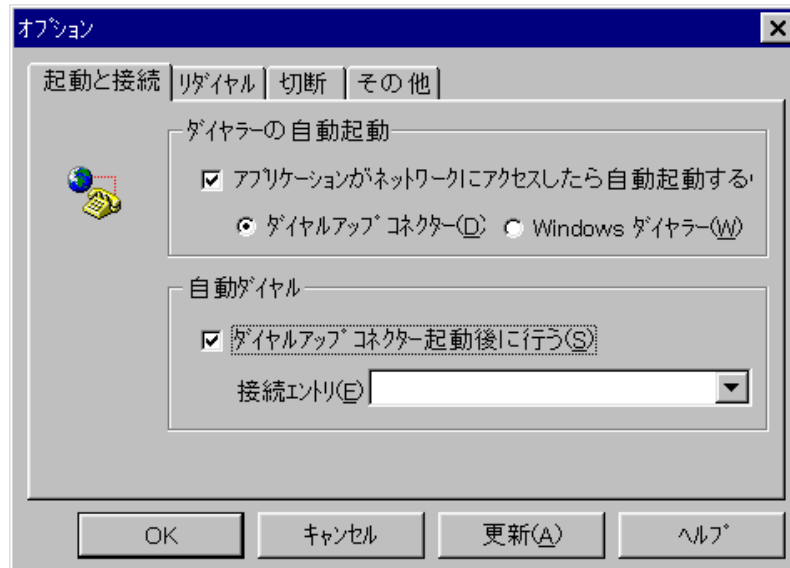 オプション
起動と接続 リダイヤル 切断 その他
ダイヤラーの自動起動
アプリケーションがネットワークにアクセスしたら自動起動する
ダイヤルアップ コネクター(D) Windows ダイヤラー(W)
自動ダイヤル
ダイヤルアップ コネクター起動後に行う(S)
接続エントリ(E)
OK キャンセル 更新(A) ヘルプ